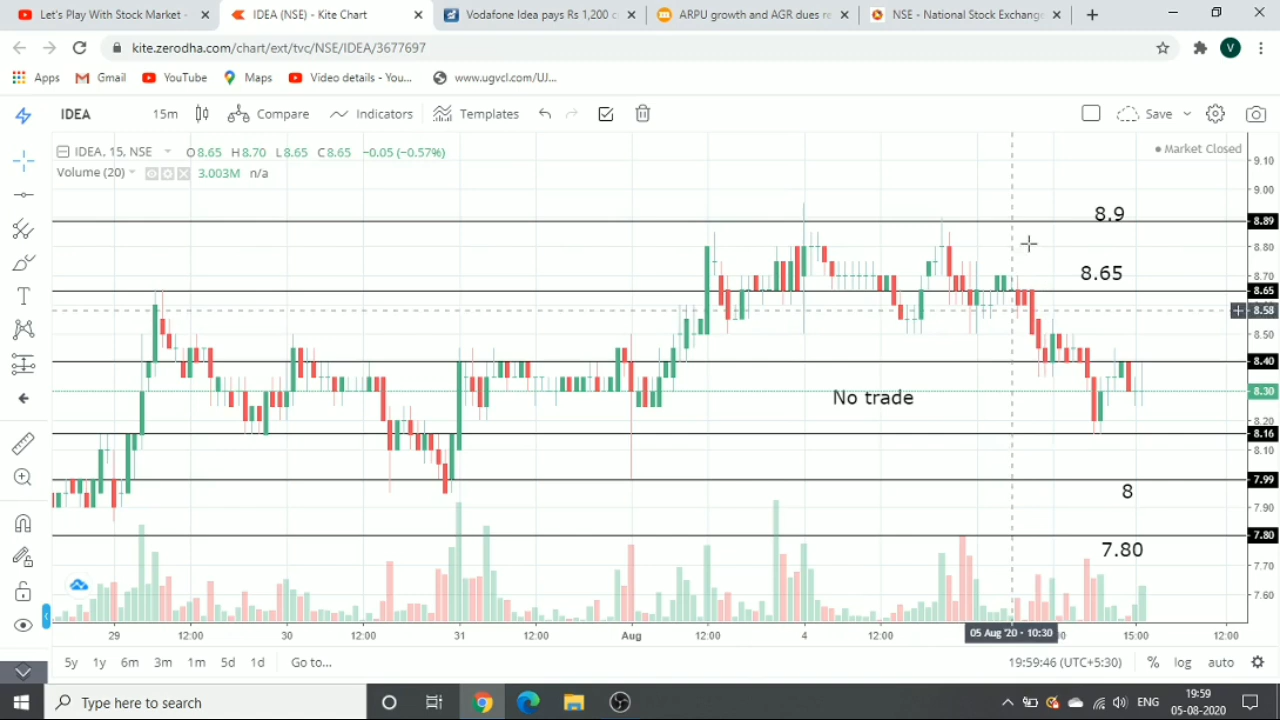 Let's Play With Stock Market -
IDEA (NSE) - Kite Chart
Vodafone Idea pays Rs 1,200 c
ARPU growth and AGR dues re
NSE - National Stock Exchange
kite.zerodha.com/chart/ext/tvc/NSE/IDEA/3677697
V
Apps Gmail YouTube Maps Video details - You... www.ugvcl.com/UJ...
IDEA 15m Compare Indicators Templates Save
IDEA, 15, NSE O8.65 H8.70 L8.65 C8.65 −0.05 (−0.57%)
Market Closed
Volume (20) 3.003M n/a
9.10
9.00
8.9
8.89
8.80
8.65
8.70
8.65
8.58
8.50
8.40
8.30
No trade
8.20
8.16
8.10
7.99
8
7.90
7.80
7.80
7.70
7.60
29 12:00 30 12:00 31 12:00 Aug 12:00 4 12:00 05 Aug '20 - 10:30 15:00 12:00
5y 1y 6m 3m 1m 5d 1d Go to... 19:59:46 (UTC+5:30) % log auto
Type here to search
ENG
19:59
05-08-2020